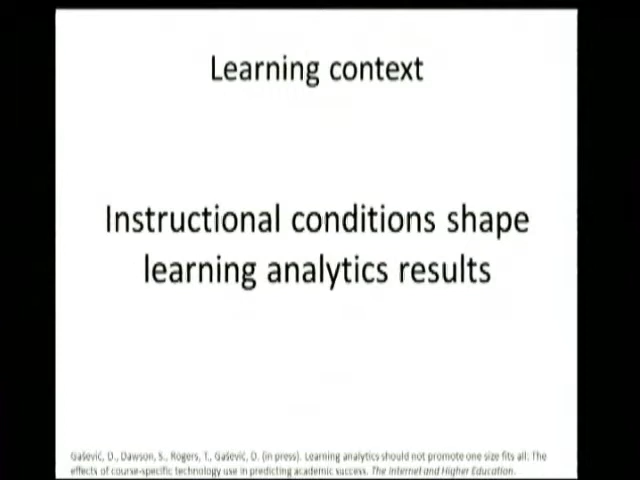 Learning context
Instructional conditions shape
learning analytics results
Gašević, D., Dawson, S., Rogers, T., Gašević, D. (in press). Learning analytics should not promote one size fits all: The
effects of course-specific technology use in predicting academic success. The Internet and Higher Education.